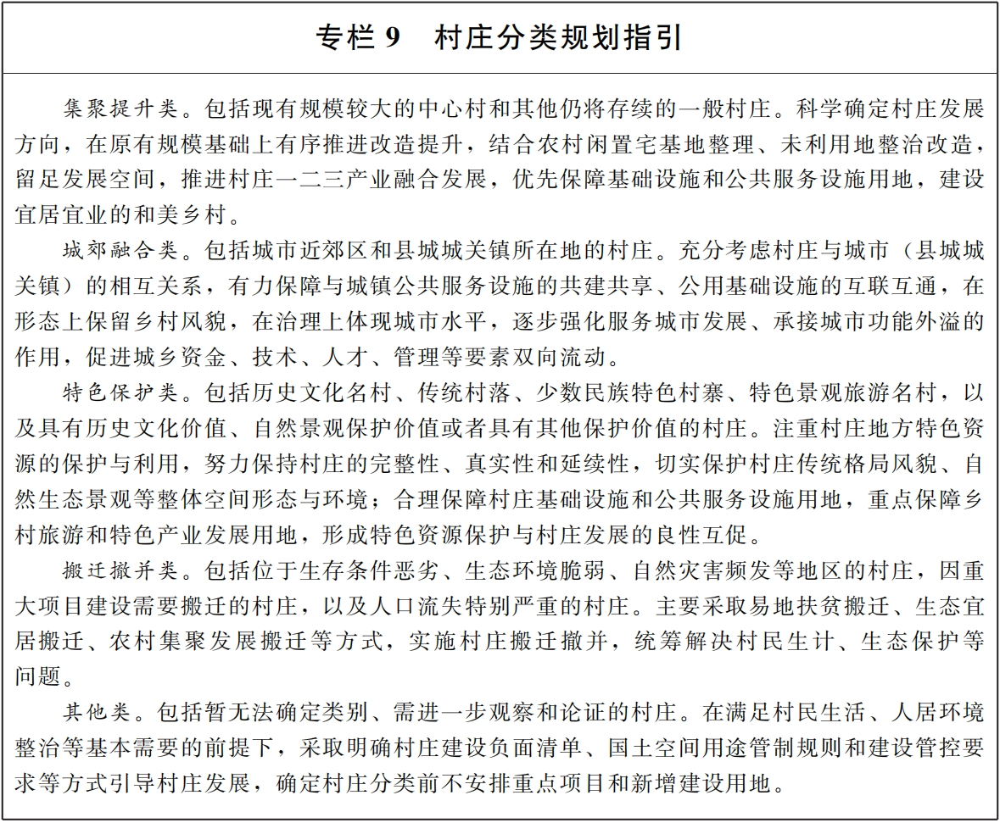 专栏 9 村庄分类规划指引
集聚提升类。包括现有规模较大的中心村和其他仍将存续的一般村庄。科学确定村庄发展
方向，在原有规模基础上有序推进改造提升，结合农村闲置宅基地整理、未利用地整治改造，
留足发展空间，推进村庄一二三产业融合发展，优先保障基础设施和公共服务设施用地，建设
宜居宜业的和美乡村。
城郊融合类。包括城市近郊区和县城城关镇所在地的村庄。充分考虑村庄与城市（县城城
关镇）的相互关系，有力保障与城镇公共服务设施的共建共享、公用基础设施的互联互通，在
形态上保留乡村风貌，在治理上体现城市水平，逐步强化服务城市发展、承接城市功能外溢的
作用，促进城乡资金、技术、人才、管理等要素双向流动。
特色保护类。包括历史文化名村、传统村落、少数民族特色村寨、特色景观旅游名村，以
及具有历史文化价值、自然景观保护价值或者具有其他保护价值的村庄。注重村庄地方特色资
源的保护与利用，努力保持村庄的完整性、真实性和延续性，切实保护村庄传统格局风貌、自
然生态景观等整体空间形态与环境；合理保障村庄基础设施和公共服务设施用地，重点保障乡
村旅游和特色产业发展用地，形成特色资源保护与村庄发展的良性互促。
搬迁撤并类。包括位于生存条件恶劣、生态环境脆弱、自然灾害频发等地区的村庄，因重
大项目建设需要搬迁的村庄，以及人口流失特别严重的村庄。主要采取易地扶贫搬迁、生态宜
居搬迁、农村集聚发展搬迁等方式，实施村庄搬迁撤并，统筹解决村民生计、生态保护等
问题。
其他类。包括暂无法确定类别、需进一步观察和论证的村庄。在满足村民生活、人居环境
整治等基本需要的前提下，采取明确村庄建设负面清单、国土空间用途管制规则和建设管控要
求等方式引导村庄发展，确定村庄分类前不安排重点项目和新增建设用地。